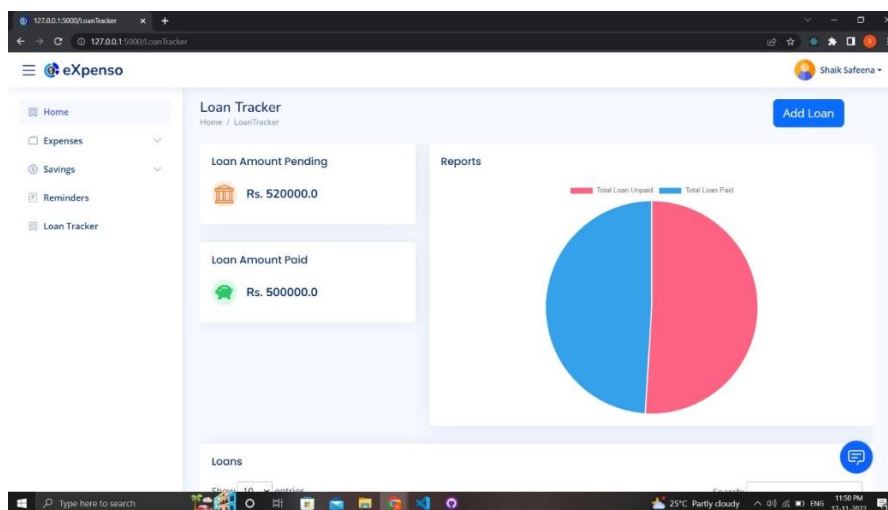 127.0.0.1:5000/LoanTracker
127.0.0.1:5000/LoanTracker
eXpenso
Shaik Safeena
Home
Expenses
Savings
Reminders
Loan Tracker
Loan Tracker
Home / LoanTracker
Add Loan
Loan Amount Pending
Rs. 520000.0
Loan Amount Paid
Rs. 500000.0
Reports
Total Loan Unpaid Total Loan Paid
Loans
Show 10 entries
Search:
Type here to search
25°C Partly cloudy
ENG
11:50 PM
17-11-2022